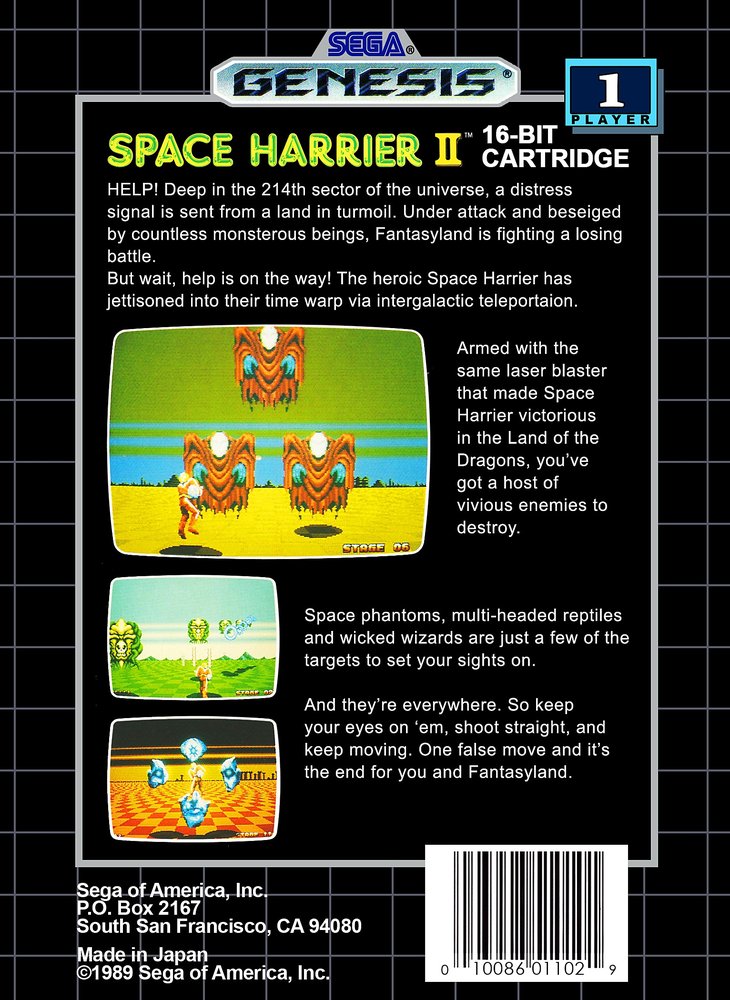 SEGA®
GENESIS®
1
PLAYER
SPACE HARRIER II™
16-BIT
CARTRIDGE
HELP! Deep in the 214th sector of the universe, a distress
signal is sent from a land in turmoil. Under attack and beseiged
by countless monsterous beings, Fantasyland is fighting a losing
battle.
But wait, help is on the way! The heroic Space Harrier has
jettisoned into their time warp via intergalactic teleportaion.
Armed with the
same laser blaster
that made Space
Harrier victorious
in the Land of the
Dragons, you've
got a host of
vivious enemies to
destroy.
STAGE 06
Space phantoms, multi-headed reptiles
and wicked wizards are just a few of the
targets to set your sights on.
STAGE
And they're everywhere. So keep
your eyes on ‘em, shoot straight, and
keep moving. One false move and it's
the end for you and Fantasyland.
STAGE
Sega of America, Inc.
P.O. Box 2167
South San Francisco, CA 94080
Made in Japan
©1989 Sega of America, Inc.
0 10086 01102 9